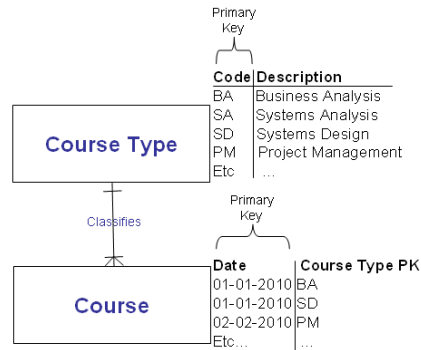 Primary
Key
Code Description
BA Business Analysis
SA Systems Analysis
SD Systems Design
PM Project Management
Etc ...
Course Type
Classifies
Primary
Key
Date Course Type PK
01-01-2010 BA
01-01-2010 SD
02-02-2010 PM
Etc... ...
Course